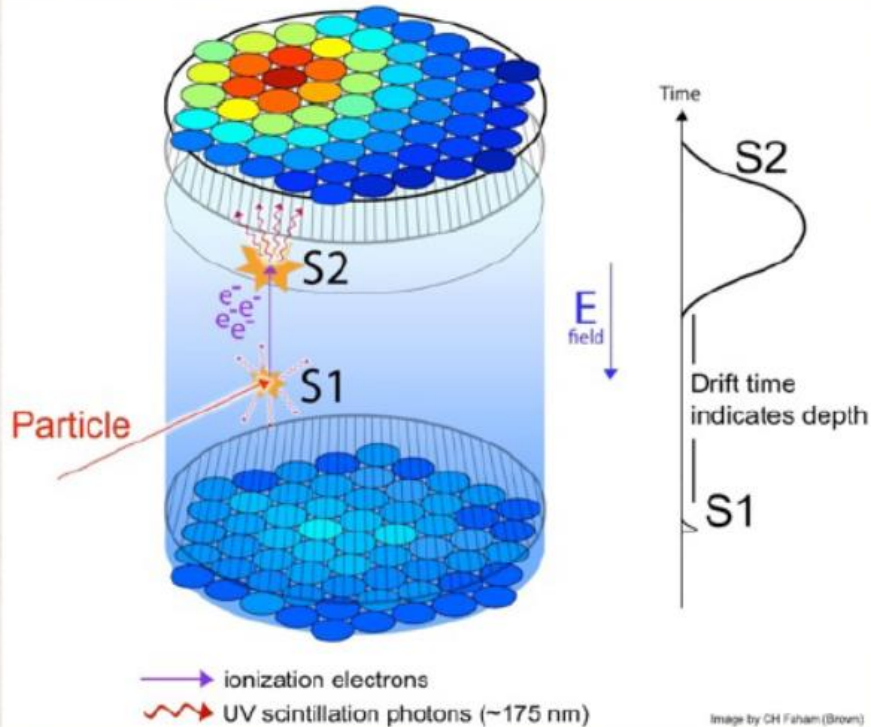 Time
S2
S2
e-
e-
e-
e-
E
field
S1
Drift time
indicates depth
Particle
S1
ionization electrons
UV scintillation photons (~175 nm)
Image by CH Faham (Brown)